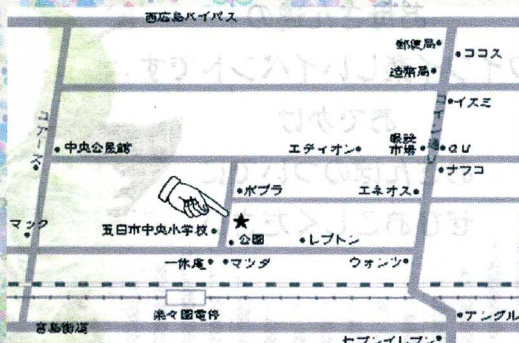 西広島バイパス
郵便局
ココス
造幣局
イズミ
コイン通り
コアーズ
中央公民館
エディオン
眼鏡
市場
au
ナフコ
ポプラ
エネオス
マック
五日市中央小学校
公園
レプトン
一休庵
マツダ
ウォンツ
楽々園電停
アングル
宮島街道
セブンイレブン